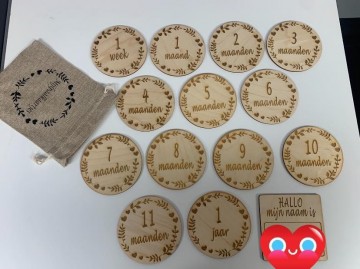 1
week
1
maand
2
maanden
3
maanden
4
maanden
5
maanden
6
maanden
7
maanden
8
maanden
9
maanden
10
maanden
11
maanden
1
jaar
HALLO
mijn naam is